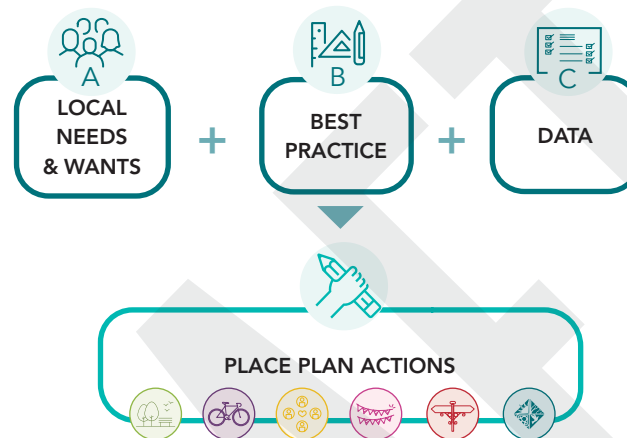 A
LOCAL
NEEDS
& WANTS
+
B
BEST
PRACTICE
+
C
DATA
PLACE PLAN ACTIONS